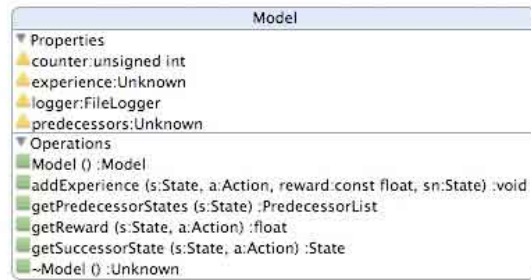 Model
Properties
counter:unsigned int
experience:Unknown
logger:FileLogger
predecessors:Unknown
Operations
Model () :Model
addExperience (s:State, a:Action, reward:const float, sn:State) :void
getPredecessorStates (s:State) :PredecessorList
getReward (s:State, a:Action) :float
getSuccessorState (s:State, a:Action) :State
~Model () :Unknown